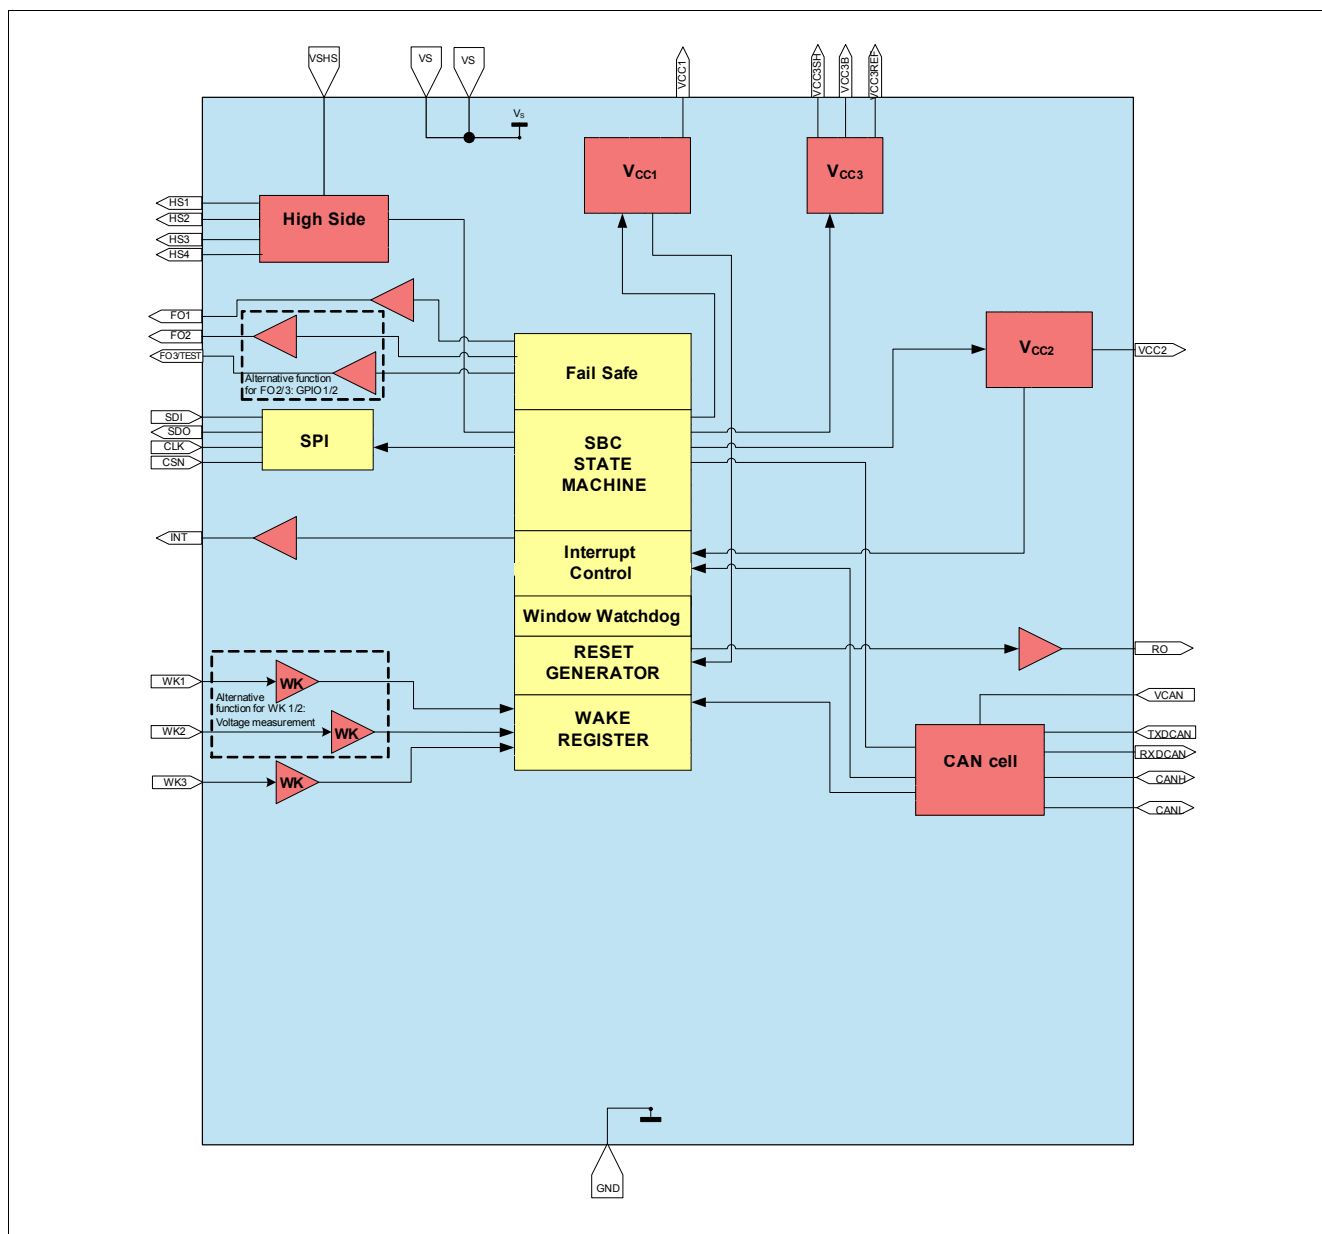 VSHS
VS
VS
VCC1
VCC3SH
VCC3B
VCC3REF
Vs
VCC1
VCC3
HS1
HS2
HS3
HS4
High Side
FO1
FO2
FO3/TEST
Alternative function
for FO2/3: GPIO1/2
Fail Safe
VCC2
VCC2
SDI
SDO
CLK
CSN
SPI
SBC
STATE
MACHINE
INT
Interrupt
Control
Window Watchdog
RESET
GENERATOR
RO
WK1
WK
Alternative
function for WK 1/2:
Voltage measurement
WK2
WK
WK3
WK
WAKE
REGISTER
VCAN
TXDCAN
RXDCAN
CANH
CANL
CAN cell
GND